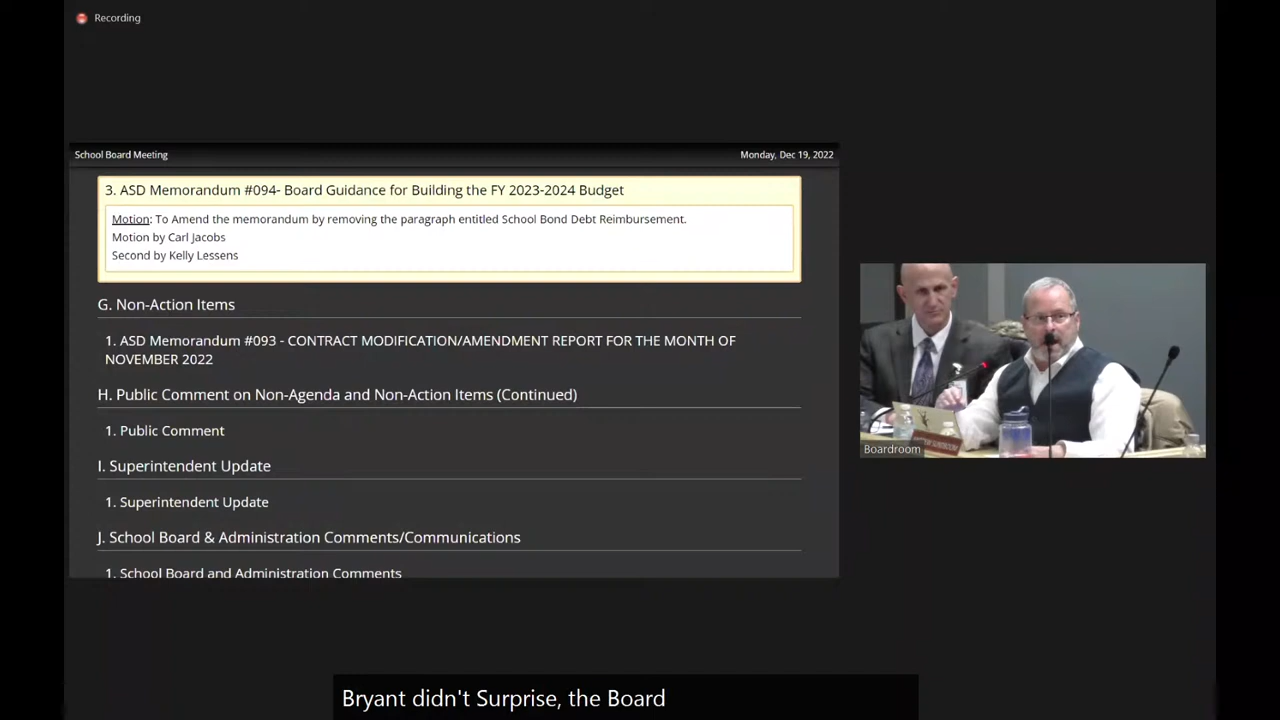 Recording
School Board Meeting
Monday, Dec 19, 2022
3. ASD Memorandum #094- Board Guidance for Building the FY 2023-2024 Budget
Motion: To Amend the memorandum by removing the paragraph entitled School Bond Debt Reimbursement.
Motion by Carl Jacobs
Second by Kelly Lessens
G. Non-Action Items
1. ASD Memorandum #093 - CONTRACT MODIFICATION/AMENDMENT REPORT FOR THE MONTH OF
NOVEMBER 2022
H. Public Comment on Non-Agenda and Non-Action Items (Continued)
1. Public Comment
I. Superintendent Update
1. Superintendent Update
J. School Board & Administration Comments/Communications
1. School Board and Administration Comments
Boardroom
Bryant didn't Surprise, the Board